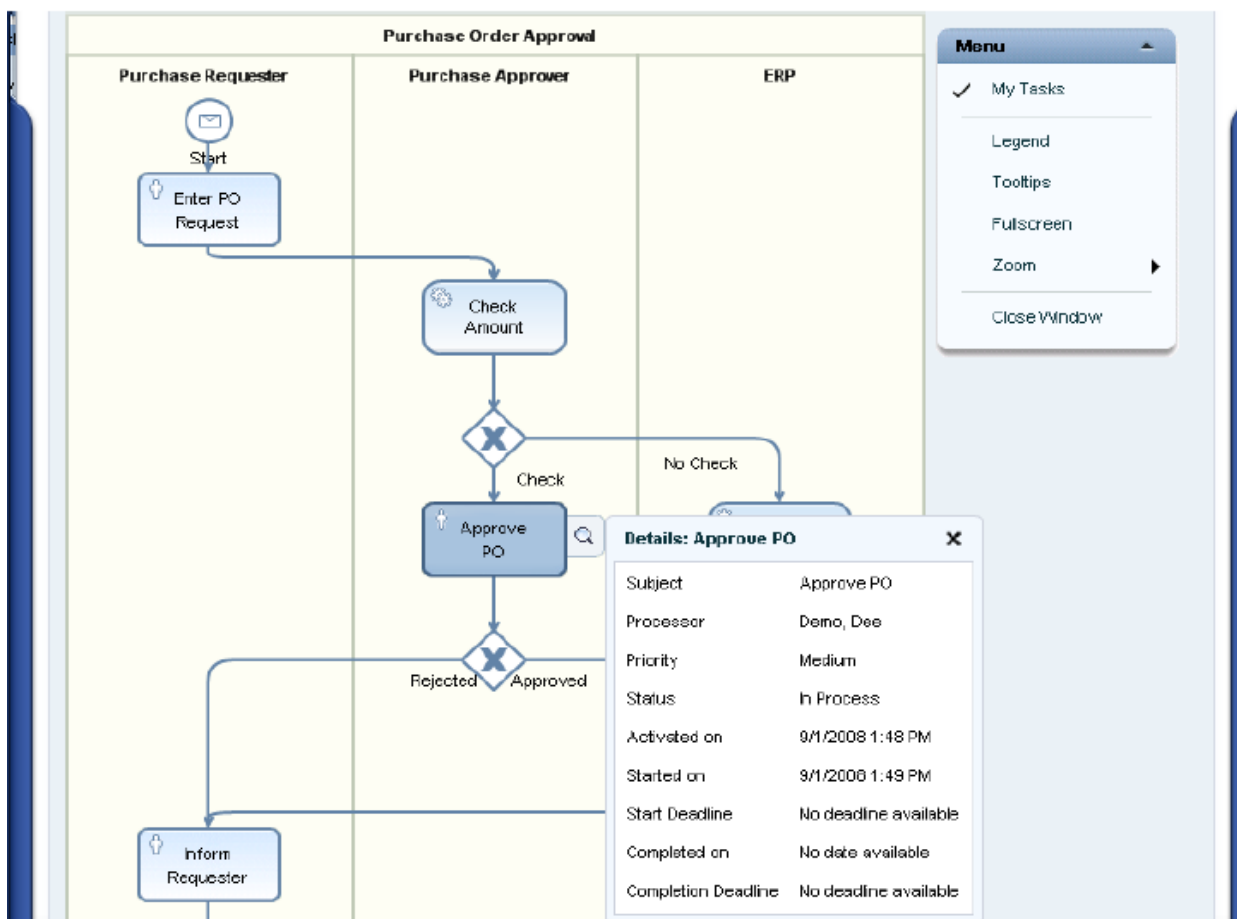 Purchase Order Approval
Purchase Requester
Purchase Approver
ERP
Start
Enter PO
Request
Check
Amount
No Check
Check
Approve
PO
Rejected
Approved
Inform
Requester
Menu
My Tasks
Legend
Tooltips
Fullscreen
Zoom
Close Window
Details: Approve PO
Subject Approve PO
Processor Demo, Dee
Priority Medium
Status In Process
Activated on 9/1/2008 1:48 PM
Started on 9/1/2008 1:49 PM
Start Deadline No deadline available
Completed on No date available
Completion Deadline No deadline available